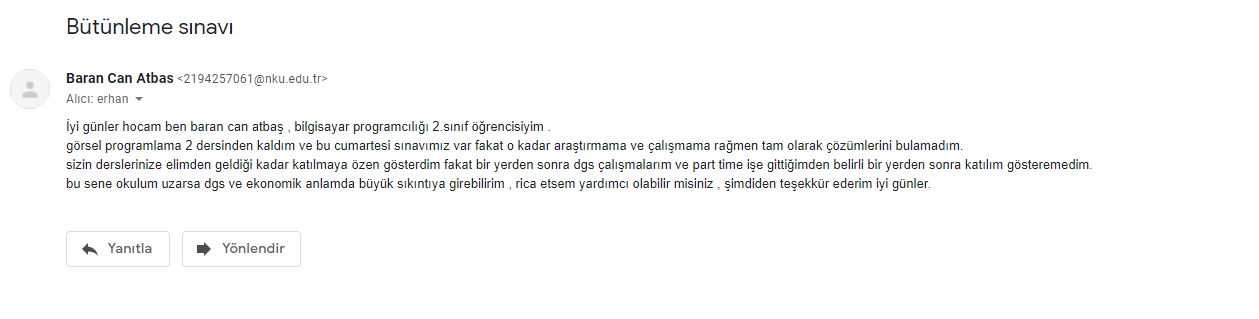 Bütünleme sınavı
Baran Can Atbas <2194257061@nku.edu.tr>
Alıcı: erhan
İyi günler hocam ben baran can atbaş , bilgisayar programcılığı 2.sınıf öğrencisiyim .
görsel programlama 2 dersinden kaldım ve bu cumartesi sınavımız var fakat o kadar araştırmama ve çalışmama rağmen tam olarak çözümlerini bulamadım.
sizin derslerinize elimden geldiği kadar katılmaya özen gösterdim fakat bir yerden sonra dgs çalışmalarım ve part time işe gittiğimden belirli bir yerden sonra katılım gösteremedim.
bu sene okulum uzarsa dgs ve ekonomik anlamda büyük sıkıntıya girebilirim , rica etsem yardımcı olabilir misiniz , şimdiden teşekkür ederim iyi günler.
Yanıtla
Yönlendir